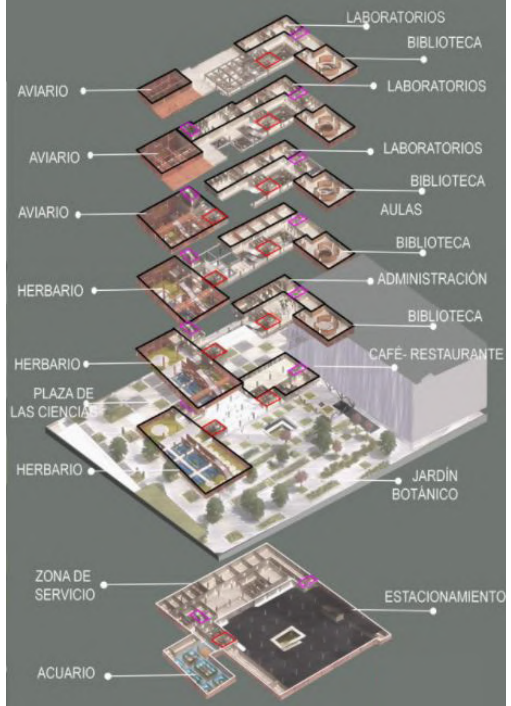 LABORATORIOS
BIBLIOTECA
AVIARIO
LABORATORIOS
AVIARIO
LABORATORIOS
BIBLIOTECA
AVIARIO
AULAS
BIBLIOTECA
HERBARIO
ADMINISTRACIÓN
BIBLIOTECA
CAFÉ- RESTAURANTE
HERBARIO
PLAZA DE
LAS CIENCIAS
HERBARIO
JARDÍN
BOTÁNICO
ZONA DE
SERVICIO
ESTACIONAMIENTO
ACUARIO